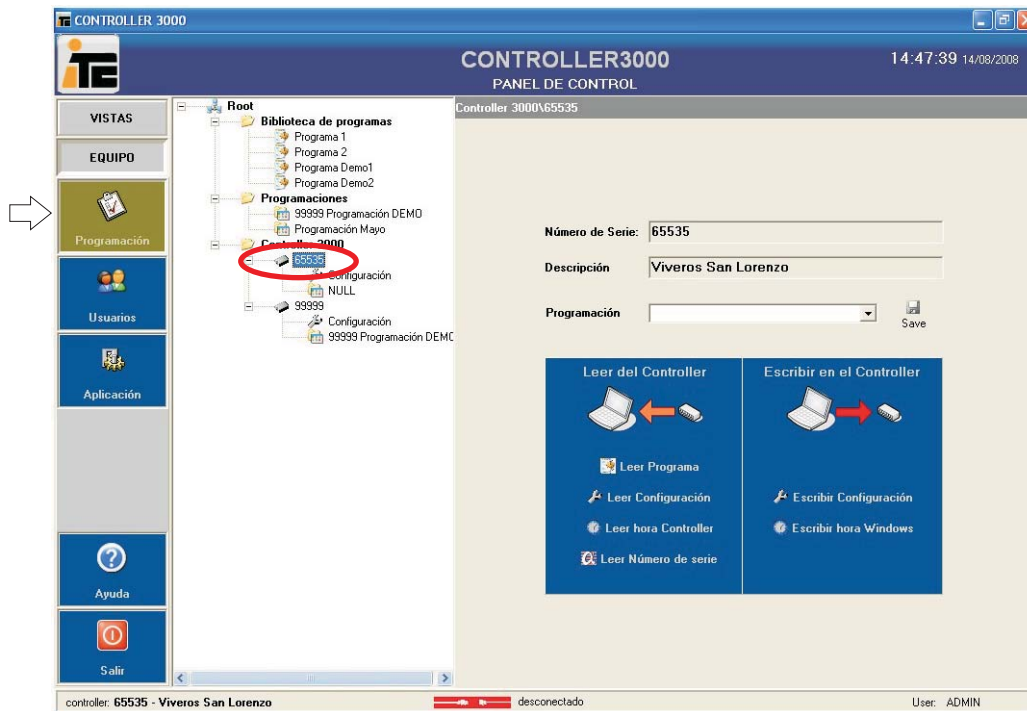 CONTROLLER 3000
iTC
CONTROLLER3000
PANEL DE CONTROL
14:47:39 14/08/2008
VISTAS
EQUIPO
Programación
Usuarios
Aplicación
Ayuda
Salir
Root
Biblioteca de programas
Programa 1
Programa 2
Programa Demo1
Programa Demo2
Programaciones
99999 Programación DEMO
Programación Mayo
Controller 3000
65535
Configuración
NULL
99999
Configuración
99999 Programación DEMO
Controller 3000\65535
Número de Serie: 65535
Descripción Viveros San Lorenzo
Programación
Save
Leer del Controller
Leer Programa
Leer Configuración
Leer hora Controller
Leer Número de serie
Escribir en el Controller
Escribir Configuración
Escribir hora Windows
controller: 65535 - Viveros San Lorenzo
desconectado
User: ADMIN